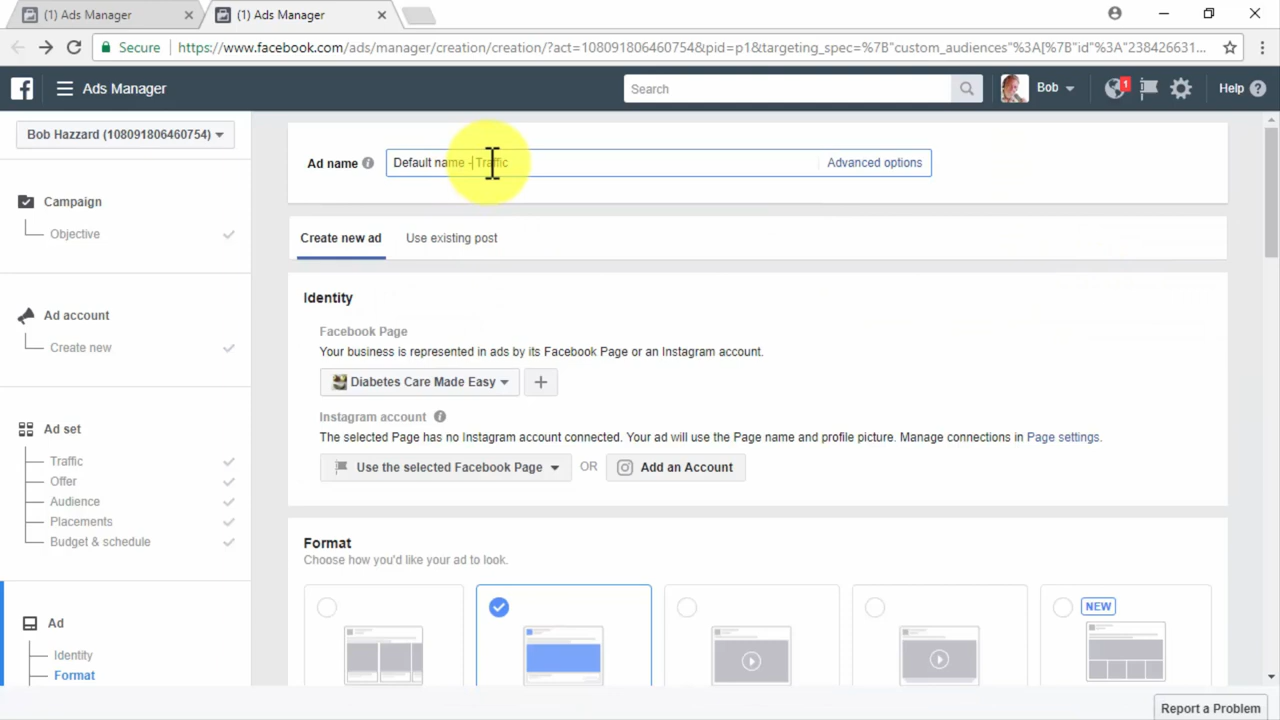 (1) Ads Manager
(1) Ads Manager
Secure
https://www.facebook.com/ads/manager/creation/creation/?act=1080918064607​54&pid=p1&targeting_spec=%7B"custom_audiences"%3A[%7B"id"%3A"238426631...
Ads Manager
Search
Bob
1
Help
Bob Hazzard (108091806460754)
Ad name
Default name - Traffic
Advanced options
Campaign
Objective
Create new ad
Use existing post
Identity
Ad account
Create new
Facebook Page
Your business is represented in ads by its Facebook Page or an Instagram account.
Diabetes Care Made Easy
Instagram account
The selected Page has no Instagram account connected. Your ad will use the Page name and profile picture. Manage connections in Page settings.
Use the selected Facebook Page
OR
Add an Account
Ad set
Traffic
Offer
Audience
Placements
Budget & schedule
Format
Choose how you'd like your ad to look.
NEW
Ad
Identity
Format
Report a Problem